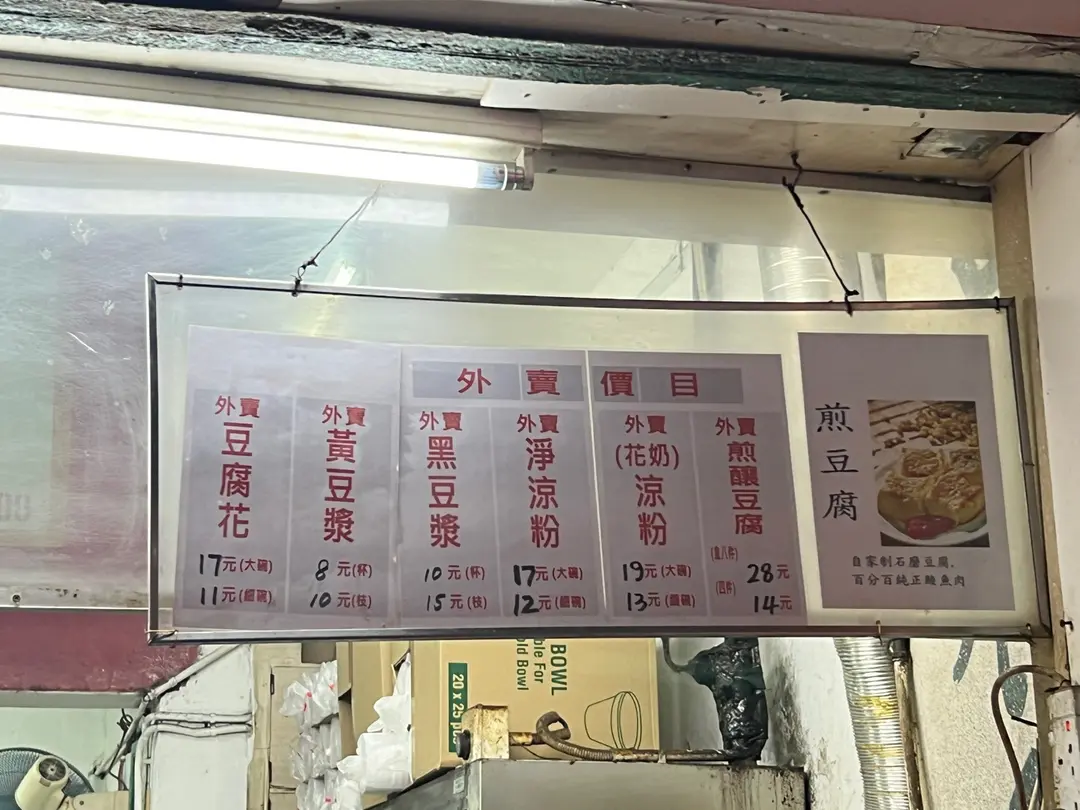 外賣價目
外賣
豆腐花
17元(大碗)
11元(細碗)
外賣
黃豆漿
8元(杯)
10元(枝)
外賣
黑豆漿
10元(杯)
15元(枝)
外賣
淨涼粉
17元(大碗)
12元(細碗)
外賣
(花奶)
涼粉
19元(大碗)
13元(細碗)
外賣
煎釀豆腐
28元
(四件)
14元
煎豆腐
自家制石磨豆腐,
百分百純正鯪魚肉
BOWL
ble For
old Bowl
20 x 25 pcs